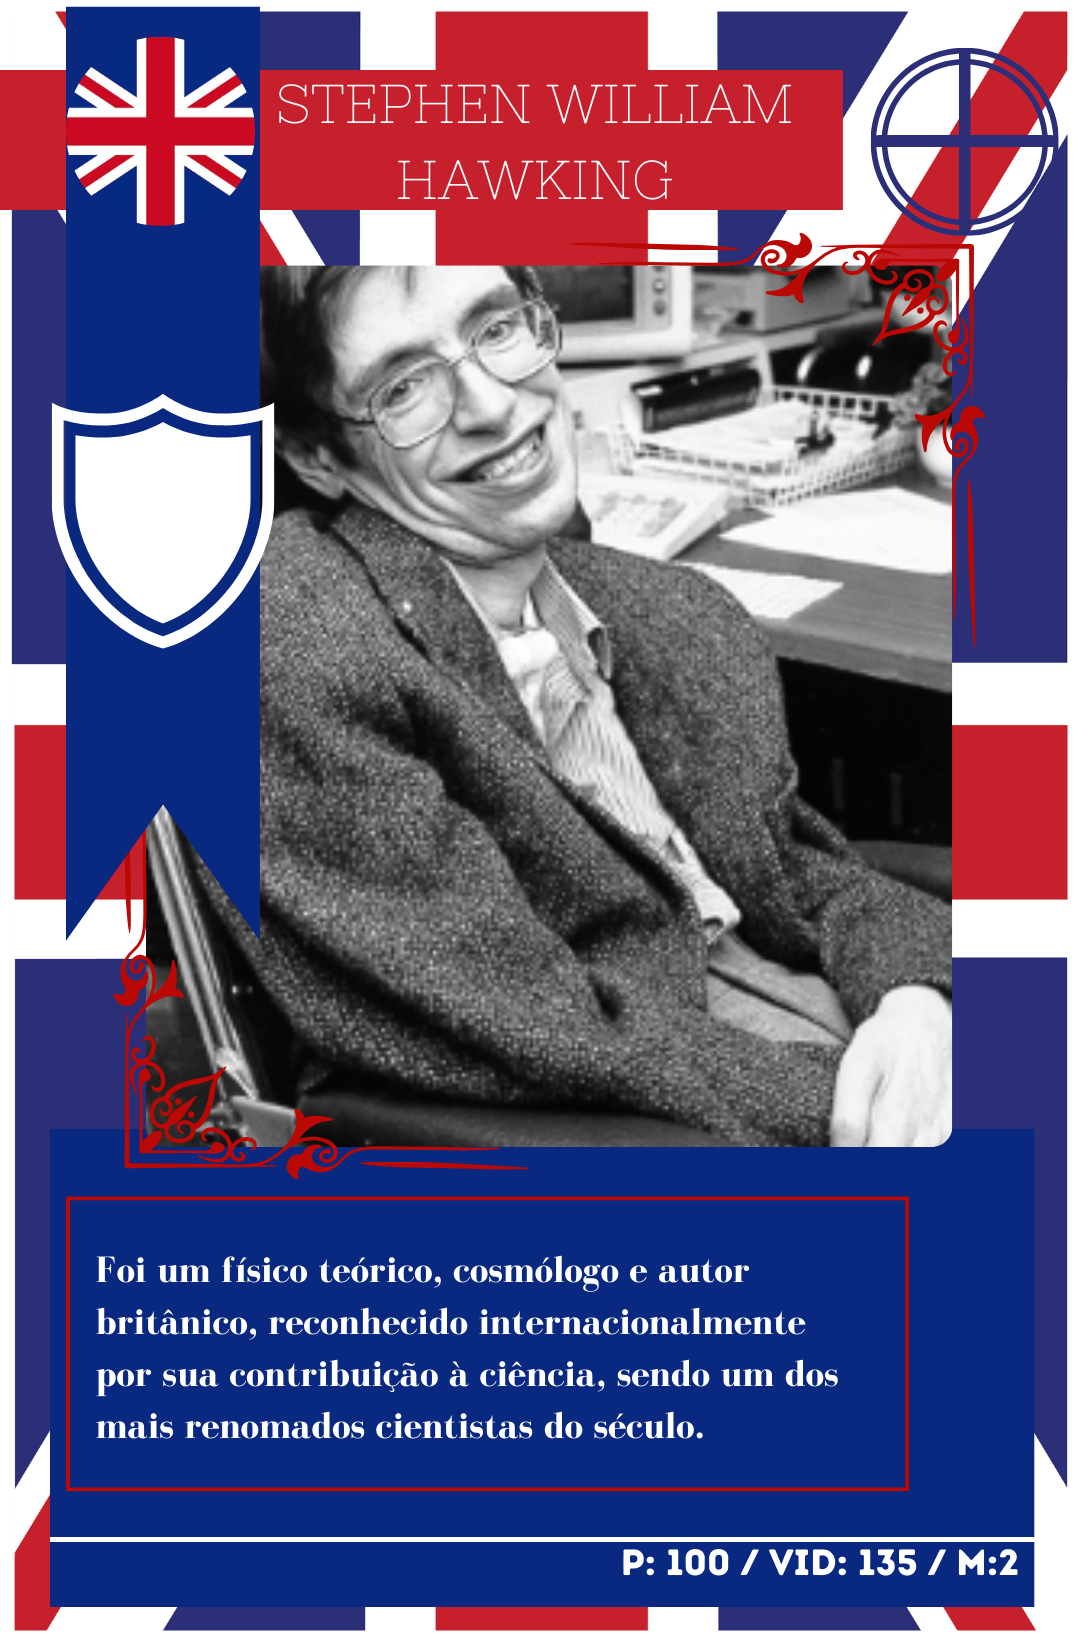 STEPHEN WILLIAM
HAWKING
Foi um físico teórico, cosmólogo e autor
britânico, reconhecido internacionalmente
por sua contribuição à ciência, sendo um dos
mais renomados cientistas do século.
P: 100 / VID: 135 / M:2